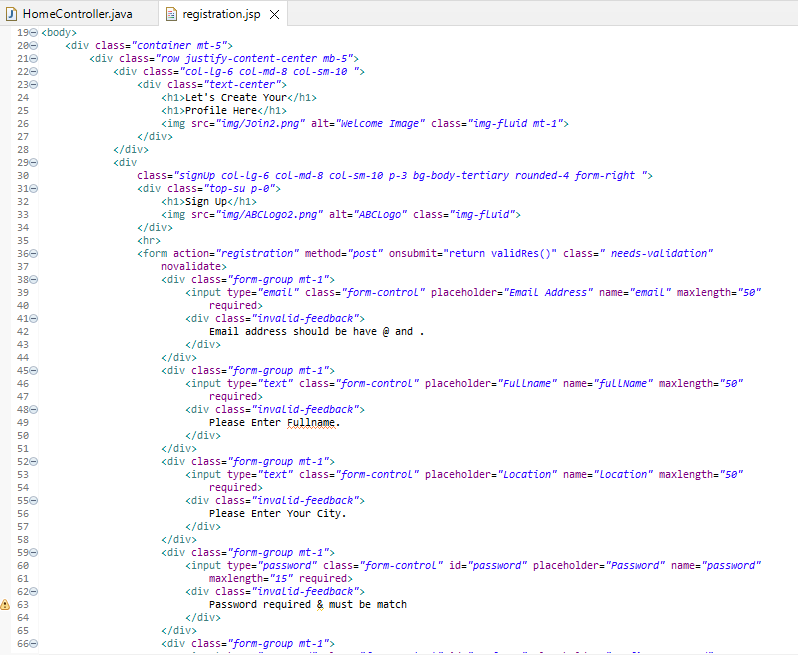 HomeController.java registration.jsp
19 <body>
20 <div class="container mt-5">
21 <div class="row justify-content-center mb-5">
22 <div class="col-lg-6 col-md-8 col-sm-10 ">
23 <div class="text-center">
24 <h1>Let's Create Your</h1>
25 <h1>Profile Here</h1>
26 <img src="img/Join2.png" alt="Welcome Image" class="img-fluid mt-1">
27 </div>
28 </div>
29 <div
30 class="signUp col-lg-6 col-md-8 col-sm-10 p-3 bg-body-tertiary rounded-4 form-right ">
31 <div class="top-su p-0">
32 <h1>Sign Up</h1>
33 <img src="img/ABCLogo2.png" alt="ABCLogo" class="img-fluid">
34 </div>
35 <hr>
36 <form action="registration" method="post" onsubmit="return validRes()" class=" needs-validation"
37 novalidate>
38 <div class="form-group mt-1">
39 <input type="email" class="form-control" placeholder="Email Address" name="email" maxlength="50"
40 required>
41 <div class="invalid-feedback">
42 Email address should be have @ and .
43 </div>
44 </div>
45 <div class="form-group mt-1">
46 <input type="text" class="form-control" placeholder="Fullname" name="fullName" maxlength="50"
47 required>
48 <div class="invalid-feedback">
49 Please Enter Fullname.
50 </div>
51 </div>
52 <div class="form-group mt-1">
53 <input type="text" class="form-control" placeholder="Location" name="location" maxlength="50"
54 required>
55 <div class="invalid-feedback">
56 Please Enter Your City.
57 </div>
58 </div>
59 <div class="form-group mt-1">
60 <input type="password" class="form-control" id="password" placeholder="Password" name="password"
61 maxlength="15" required>
62 <div class="invalid-feedback">
63 Password required & must be match
64 </div>
65 </div>
66 <div class="form-group mt-1">